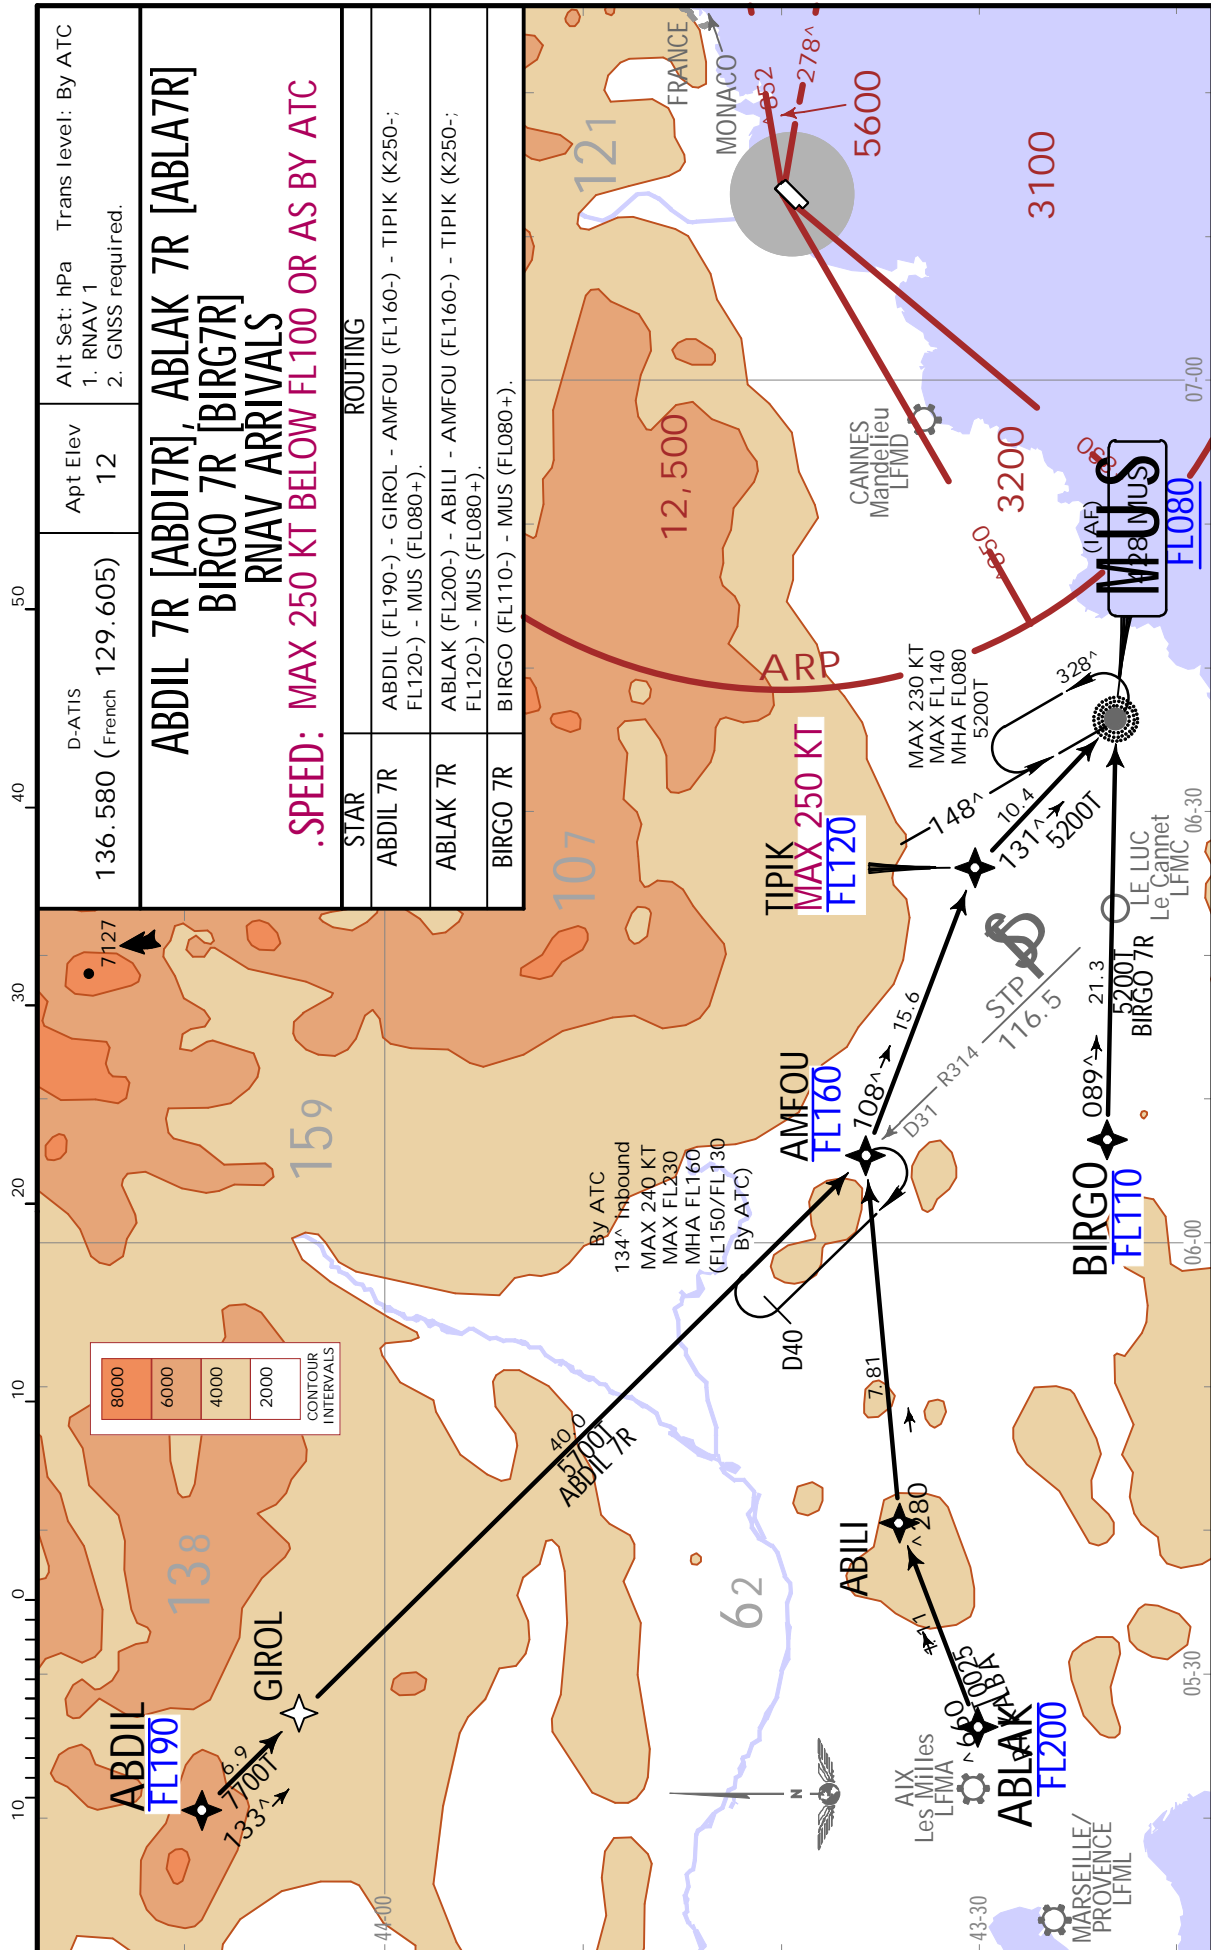 D-ATIS
136.580 (French 129.605)
Apt Elev
12
Alt Set: hPa Trans level: By ATC
1. RNAV 1
2. GNSS required.
ABDIL 7R [ABDI7R], ABLAK 7R [ABLA7R]
BIRGO 7R [BIRG7R]
RNAV ARRIVALS
.SPEED: MAX 250 KT BELOW FL100 OR AS BY ATC
STAR
ROUTING
ABDIL 7R
ABDIL (FL190-) - GIROL - AMFOU (FL160-) - TIPIK (K250-;
FL120-) - MUS (FL080+).
ABLAK 7R
ABLAK (FL200-) - ABILI - AMFOU (FL160-) - TIPIK (K250-;
FL120-) - MUS (FL080+).
BIRGO 7R
BIRGO (FL110-) - MUS (FL080+).
10
0
10
20
30
40
50
7127
8000
6000
4000
2000
CONTOUR
INTERVALS
138
159
107
121
62
12,500
5600
3100
3200
FRANCE
MONACO
278^
ARP
CANNES
Mandelieu
LFMD
ABDIL
FL190
6.9
7700T
133^
GIROL
40.0
5700T
ABDIL 7R
By ATC
134^ Inbound
MAX 240 KT
MAX FL230
MHA FL160
(FL150/FL130
By ATC)
D40
AMFOU
FL160
108^
15.6
D31
R314
STP
116.5
TIPIK
MAX 250 KT
FL120
131^
10.4
5200T
148^
328^
MAX 230 KT
MAX FL140
MHA FL080
5200T
(IAF)
MUS
FL080
LE LUC
Le Cannet
LFMC
BIRGO
FL110
089^
21.3
5200T
BIRGO 7R
ABILI
7.81
ABLAK
FL200
AIX
Les Milles
LFMA
MARSEILLE/
PROVENCE
LFML
N
44-00
43-30
05-30
06-00
06-30
07-00